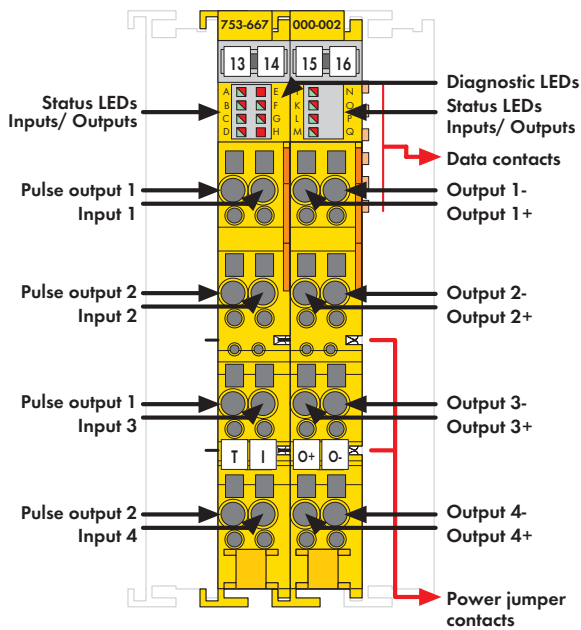 753-667 000-002
13 14 15 16
A E I N
B F K O
C G L P
D H M Q
Status LEDs
Inputs/ Outputs
Diagnostic LEDs
Status LEDs
Inputs/ Outputs
Data contacts
Pulse output 1
Input 1
Output 1-
Output 1+
Pulse output 2
Input 2
Output 2-
Output 2+
Pulse output 1
Input 3
Output 3-
Output 3+
T I O+ O-
Pulse output 2
Input 4
Output 4-
Output 4+
Power jumper
contacts